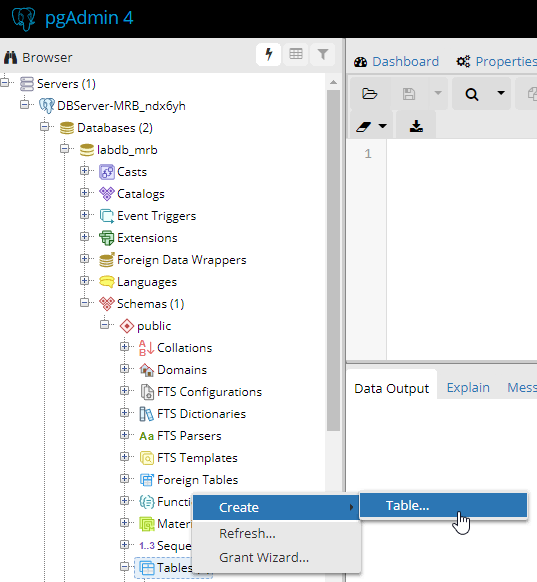 pgAdmin 4
Browser
Dashboard
Properties
Servers (1)
DBServer-MRB_ndx6yh
Databases (2)
labdb_mrb
Casts
1
Catalogs
Event Triggers
Extensions
Foreign Data Wrappers
Languages
Schemas (1)
public
Collations
Domains
FTS Configurations
Data Output
Explain
Mess
FTS Dictionaries
FTS Parsers
FTS Templates
Foreign Tables
Functi
Create
Table...
Materi
Refresh...
Seque
Grant Wizard...
Tables